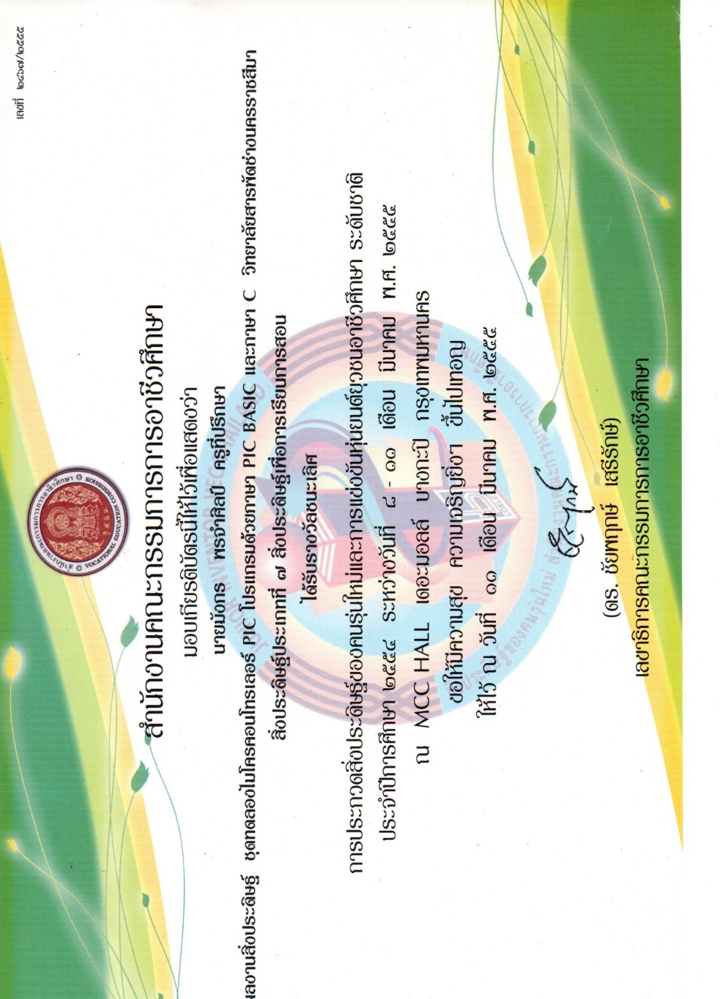 เลขที่ ๒๔๖๗/๒๕๕๕
สำนักงานคณะกรรมการการอาชีวศึกษา
มอบเกียรติบัตรนี้ให้ไว้เพื่อแสดงว่า
นายมังกร พรจำศิลป์ ครูที่ปรึกษา
ผลงานสิ่งประดิษฐ์ ชุดทดลองไมโครคอนโทรเลอร์ PIC โปรแกรมด้วยภาษา PIC BASIC และภาษา C วิทยาลัยสารพัดช่างนครราชสีมา
สิ่งประดิษฐ์ประเภทที่ ๗ สิ่งประดิษฐ์เพื่อการเรียนการสอน
ได้รับรางวัลชนะเลิศ
การประกวดสิ่งประดิษฐ์ของคนรุ่นใหม่และการแข่งขันหุ่นยนต์ยุวชนอาชีวศึกษา ระดับชาติ
ประจำปีการศึกษา ๒๕๕๔ ระหว่างวันที่ ๘ - ๑๑ เดือน มีนาคม พ.ศ. ๒๕๕๕
ณ MCC HALL เดอะมอลล์ บางกะปิ กรุงเทพมหานคร
ขอให้มีความสุข ความเจริญยิ่งๆ ขึ้นไปเทอญ
ให้ไว้ ณ วันที่ ๑๑ เดือน มีนาคม พ.ศ. ๒๕๕๕
(ดร. ชัยพฤกษ์ เสรีรักษ์)
เลขาธิการคณะกรรมการการอาชีวศึกษา
สำนักงานคณะกรรมการการอาชีวศึกษา
VOCATIONAL EDUCATION COMMISSION